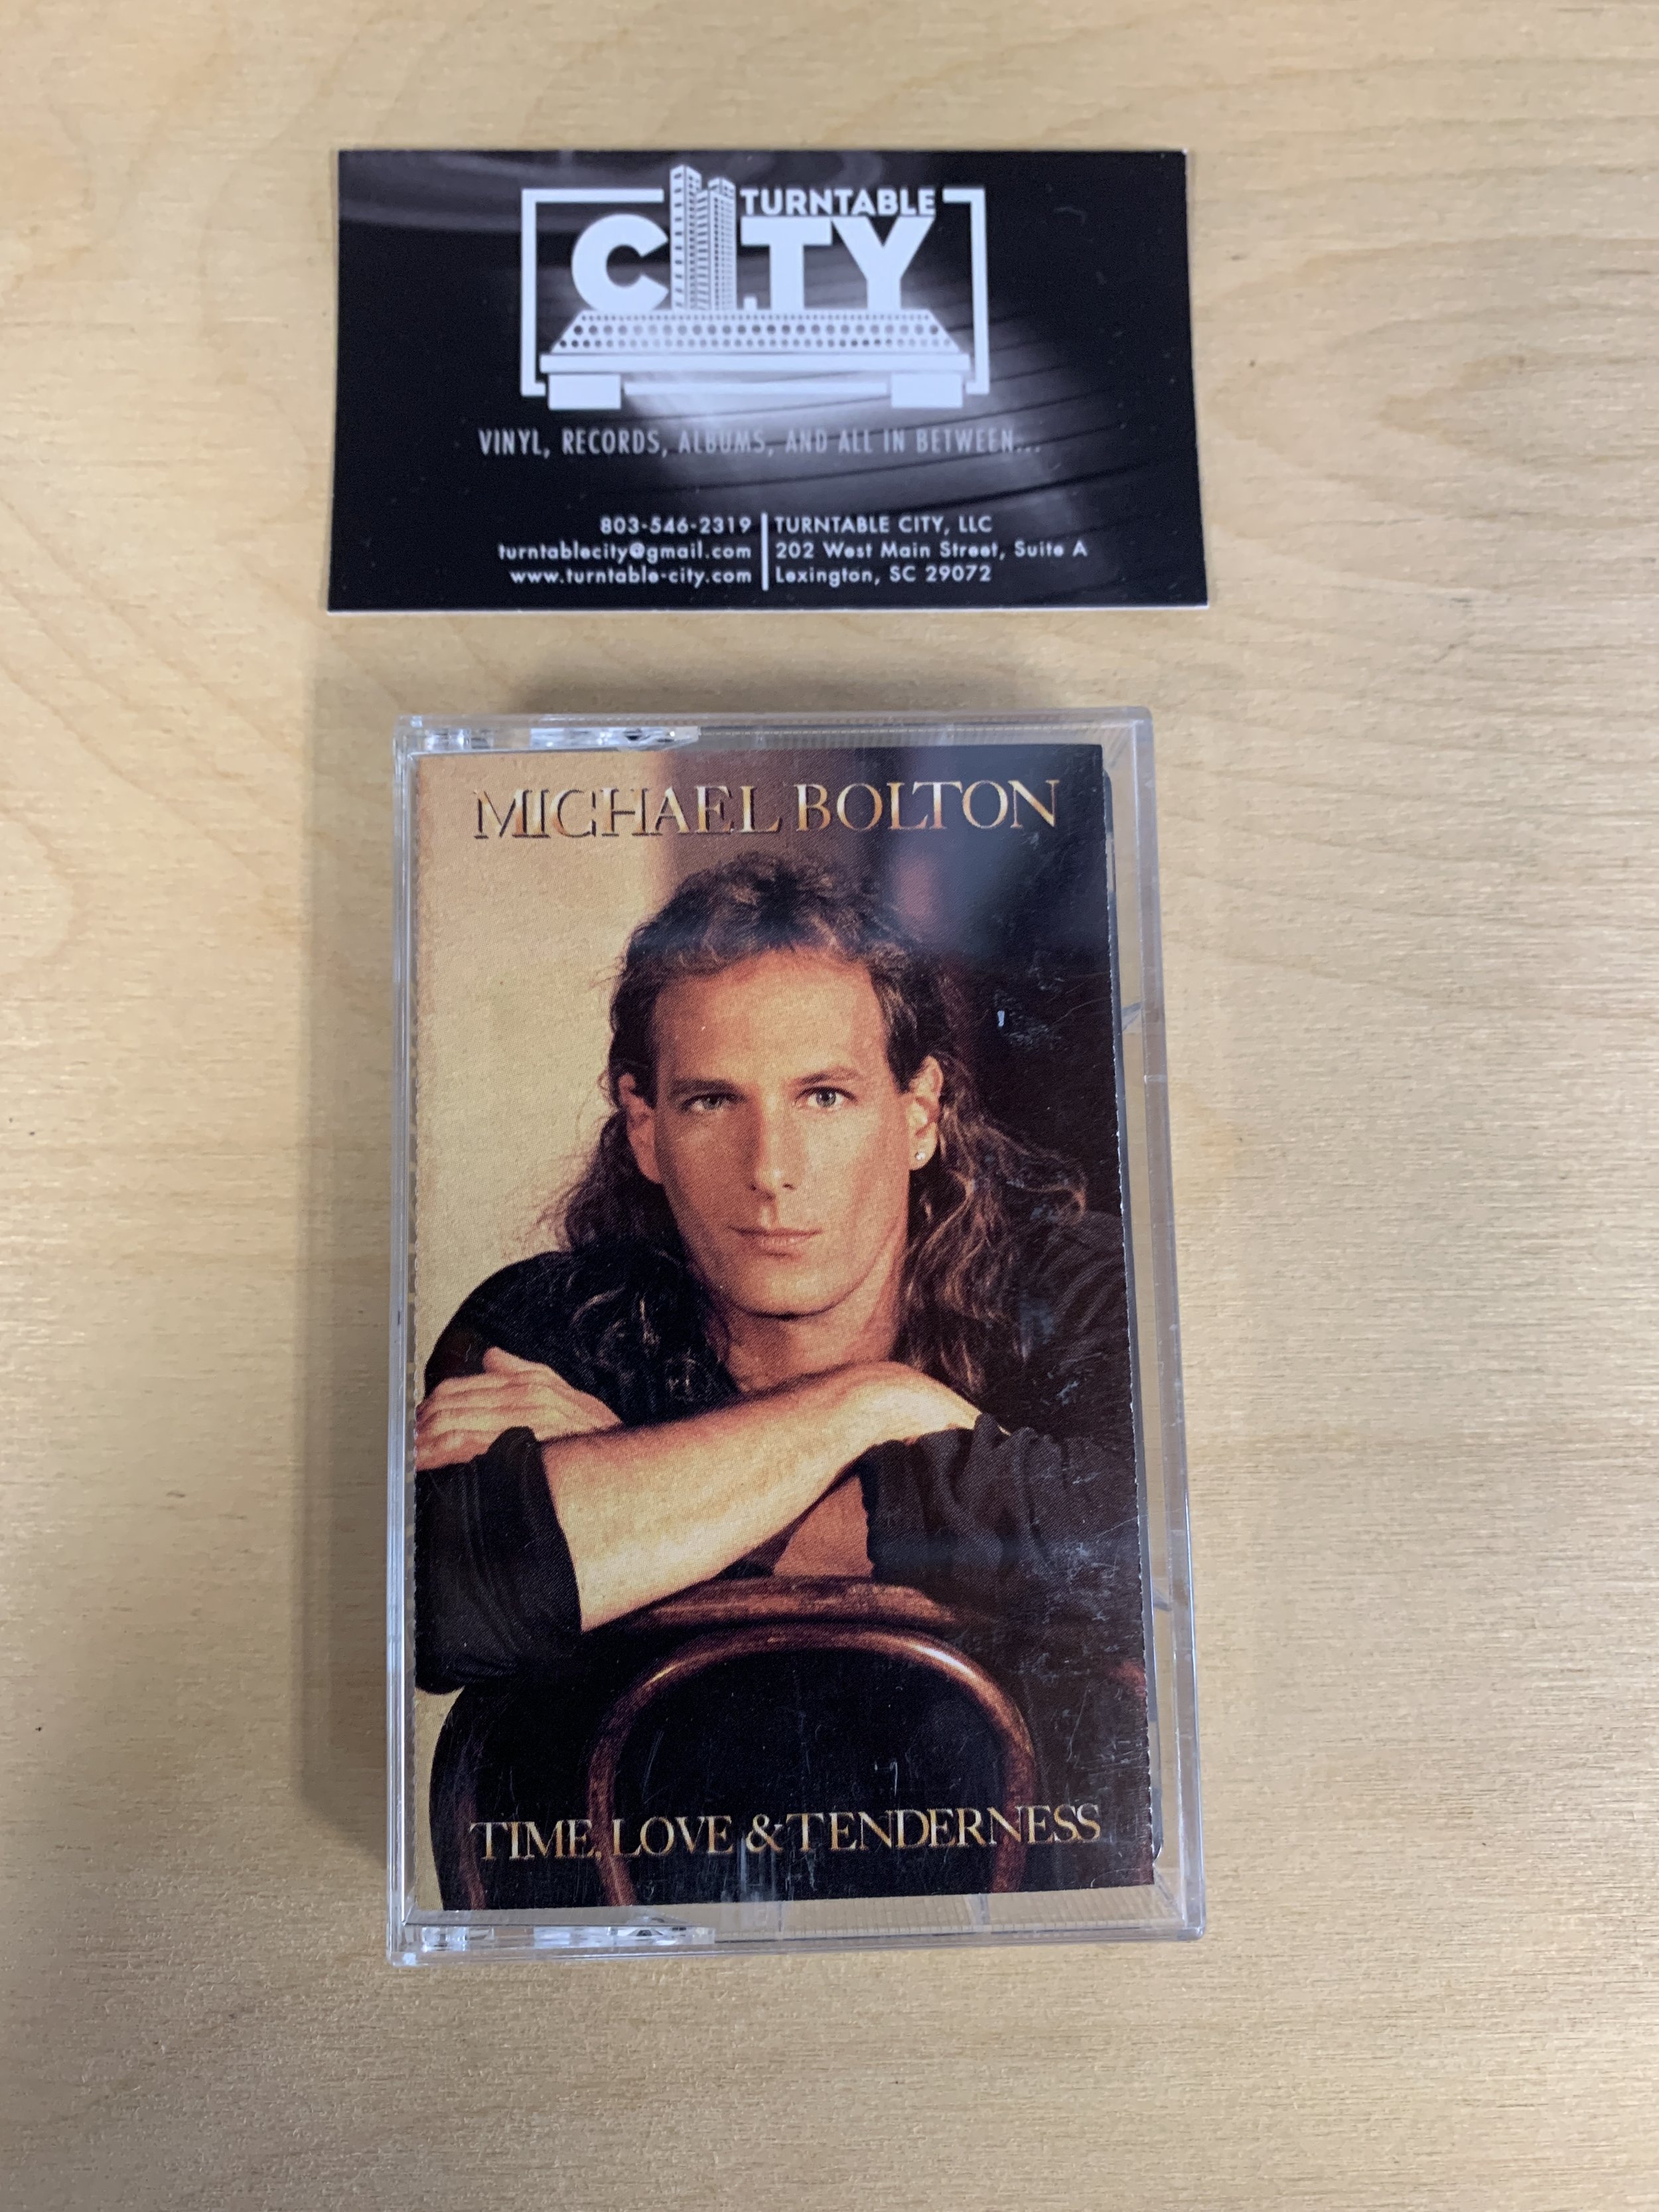 TURNTABLE
CITY
VINYL, RECORDS, ALBUMS, AND ALL IN BETWEEN...
803-546-2319
turntablecity@gmail.com
www.turntable-city.com
TURNTABLE CITY, LLC
202 West Main Street, Suite A
Lexington, SC 29072
MICHAEL BOLTON
TIME, LOVE & TENDERNESS